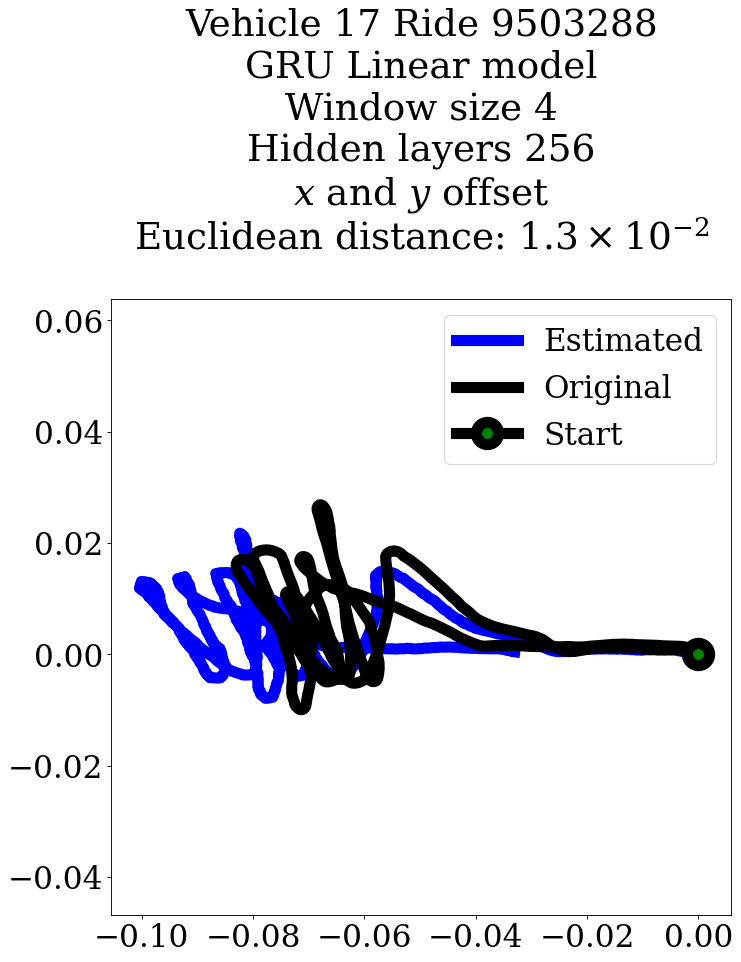 Vehicle 17 Ride 9503288
GRU Linear model
Window size 4
Hidden layers 256
x and y offset
Euclidean distance: 1.3 × 10⁻²
Estimated
Original
Start
0.06
0.04
0.02
0.00
−0.02
−0.04
−0.10 −0.08 −0.06 −0.04 −0.02 0.00